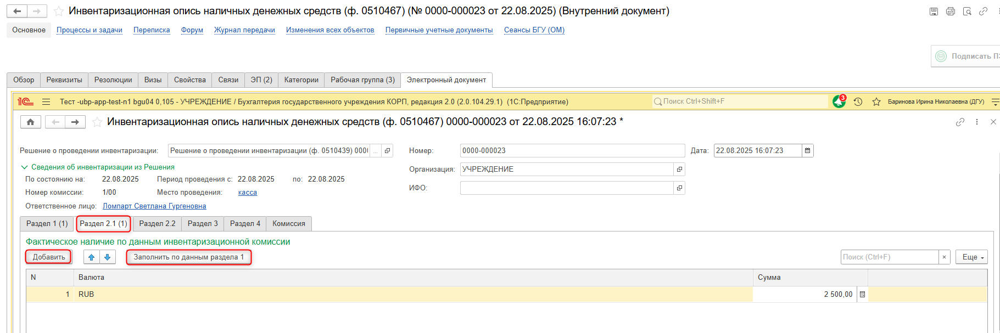 Инвентаризационная опись наличных денежных средств (ф. 0510467) (№ 0000-000023 от 22.08.2025) (Внутренний документ)
Основное Процессы и задачи Переписка Форум Журнал передачи Изменения всех объектов Первичные учетные документы Сеансы БГУ (ОМ)
Подписать ПЭ
Обзор Реквизиты Резолюции Визы Свойства Связи ЭП (2) Категории Рабочая группа (3) Электронный документ
1С Тест -ubp-app-test-n1 bgu04 0,105 - УЧРЕЖДЕНИЕ / Бухгалтерия государственного учреждения КОРП, редакция 2.0 (2.0.104.29.1) (1С:Предприятие) Поиск Ctrl+Shift+F 3 Баринова Ирина Николаевна (ДГУ)
Инвентаризационная опись наличных денежных средств (ф. 0510467) 0000-000023 от 22.08.2025 16:07:23 *
Решение о проведении инвентаризации: Решение о проведении инвентаризации (ф. 0510439) 000 ... Номер: 0000-000023 Дата: 22.08.2025 16:07:23
Сведения об инвентаризации из Решения Организация: УЧРЕЖДЕНИЕ
По состоянию на: 22.08.2025 Период проведения с: 22.08.2025 по: 22.08.2025
Номер комиссии: 1/00 Место проведения: касса ИФО:
Ответственное лицо: Ломпарт Светлана Гургеновна
Раздел 1 (1) Раздел 2.1 (1) Раздел 2.2 Раздел 3 Раздел 4 Комиссия
Фактическое наличие по данным инвентаризационной комиссии
Добавить Заполнить по данным раздела 1 Поиск (Ctrl+F) × Еще
N Валюта Сумма
1 RUB 2 500,00